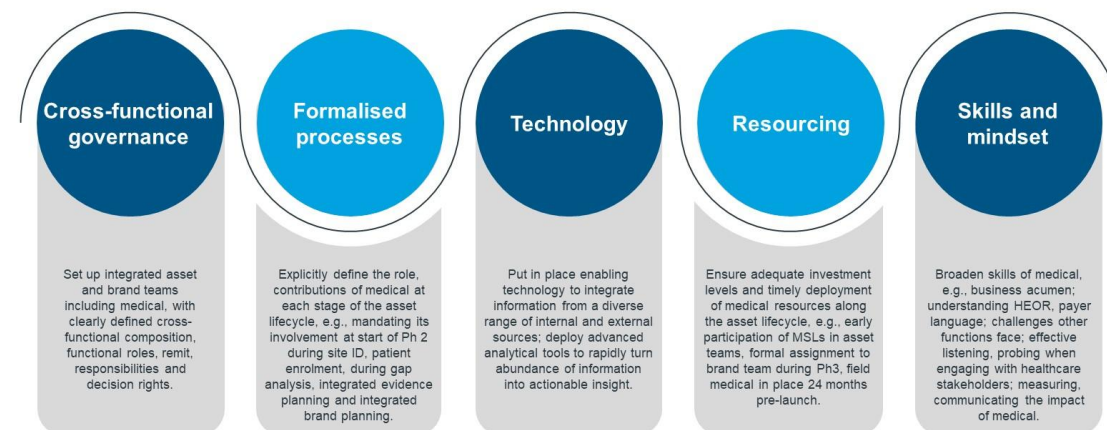 Cross-functional
governance
Set up integrated asset
and brand teams
including medical, with
clearly defined cross-
functional composition,
functional roles, remit,
responsibilities and
decision rights.
Formalised
processes
Explicitly define the role,
contributions of medical at
each stage of the asset
lifecycle, e.g., mandating its
involvement at start of Ph 2
during site ID, patient
enrolment, during gap
analysis, integrated evidence
planning and integrated
brand planning.
Technology
Put in place enabling
technology to integrate
information from a diverse
range of internal and external
sources; deploy advanced
analytical tools to rapidly turn
abundance of information
into actionable insight.
Resourcing
Ensure adequate investment
levels and timely deployment
of medical resources along
the asset lifecycle, e.g., early
participation of MSLs in asset
teams, formal assignment to
brand team during Ph3, field
medical in place 24 months
pre-launch.
Skills and
mindset
Broaden skills of medical,
e.g., business acumen;
understanding HEOR, payer
language; challenges other
functions face; effective
listening, probing when
engaging with healthcare
stakeholders; measuring,
communicating the impact
of medical.